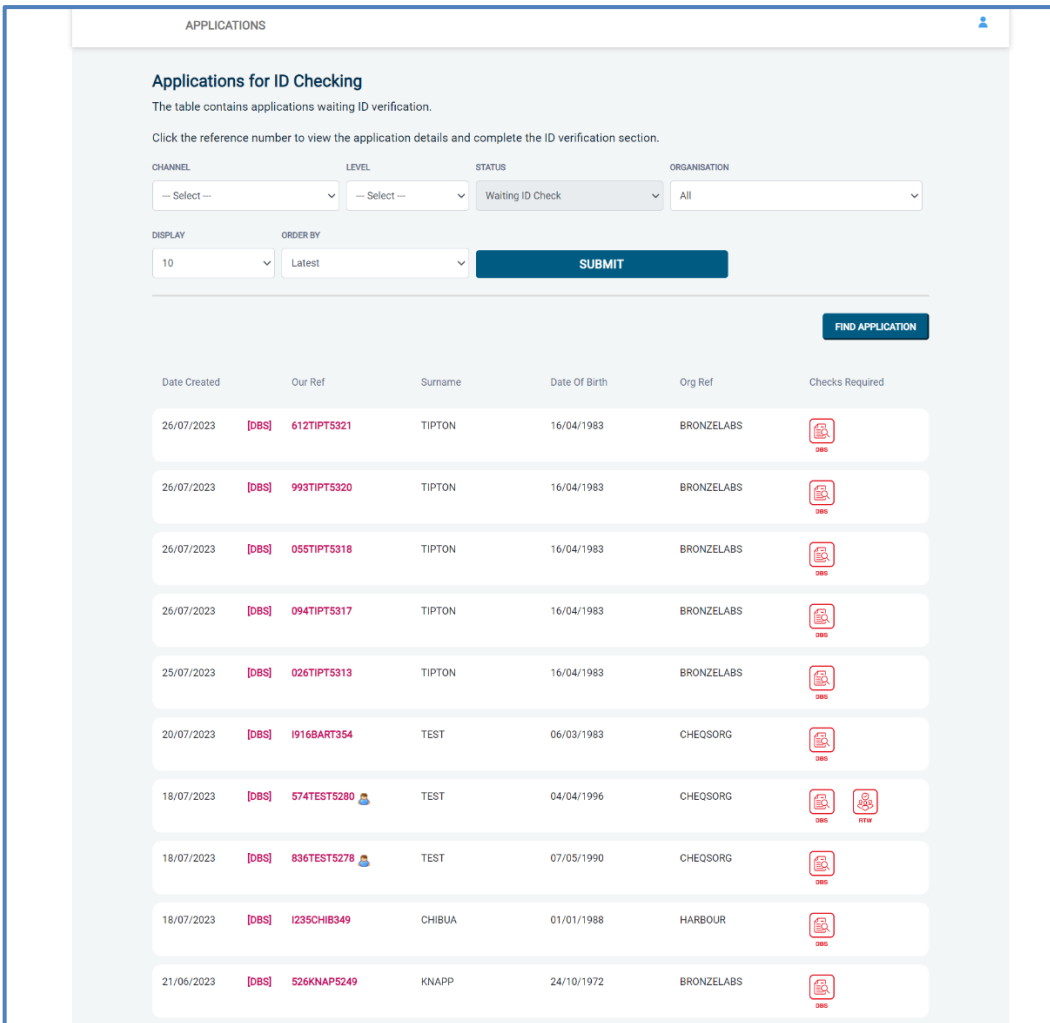 APPLICATIONS
Applications for ID Checking
The table contains applications waiting ID verification.
Click the reference number to view the application details and complete the ID verification section.
CHANNEL LEVEL STATUS ORGANISATION
--- Select --- --- Select --- Waiting ID Check All
DISPLAY ORDER BY
10 Latest SUBMIT
FIND APPLICATION
Date Created Our Ref Surname Date Of Birth Org Ref Checks Required
26/07/2023 [DBS] 612TIPT5321 TIPTON 16/04/1983 BRONZELABS
DBS
26/07/2023 [DBS] 993TIPT5320 TIPTON 16/04/1983 BRONZELABS
DBS
26/07/2023 [DBS] 055TIPT5318 TIPTON 16/04/1983 BRONZELABS
DBS
26/07/2023 [DBS] 094TIPT5317 TIPTON 16/04/1983 BRONZELABS
DBS
25/07/2023 [DBS] 026TIPT5313 TIPTON 16/04/1983 BRONZELABS
DBS
20/07/2023 [DBS] I916BART354 TEST 06/03/1983 CHEQSORG
DBS
18/07/2023 [DBS] 574TEST5280 TEST 04/04/1996 CHEQSORG
DBS RTW
18/07/2023 [DBS] 836TEST5278 TEST 07/05/1990 CHEQSORG
DBS
18/07/2023 [DBS] I235CHIB349 CHIBUA 01/01/1988 HARBOUR
DBS
21/06/2023 [DBS] 526KNAP5249 KNAPP 24/10/1972 BRONZELABS
DBS